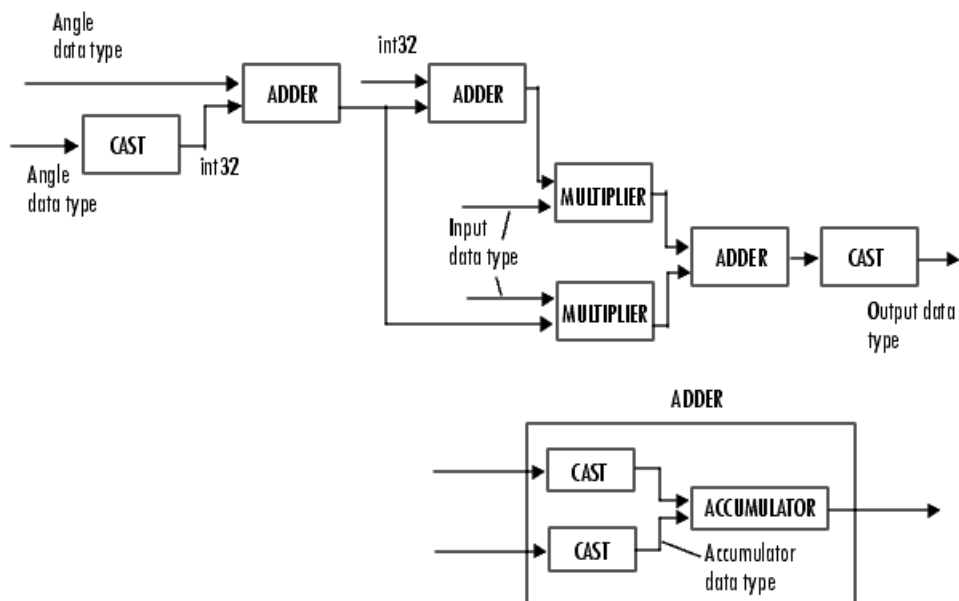 Angle
data type
int32
ADDER
ADDER
CAST
int32
Angle
data type
MULTIPLIER
Input
data type
ADDER
CAST
MULTIPLIER
Output data
type
ADDER
CAST
ACCUMULATOR
CAST
Accumulator
data type